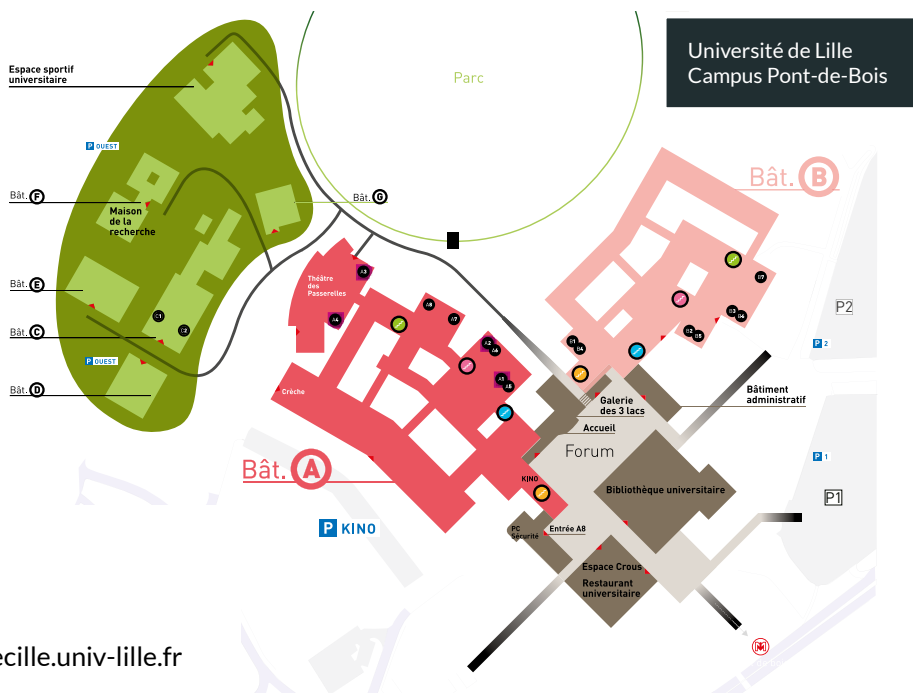 Université de Lille
Campus Pont-de-Bois
Parc
Espace sportif
universitaire
P OUEST
Bât. F
Maison
de la
recherche
Bât. G
Bât. B
Bât. E
Bât. C
C1
C2
P OUEST
Bât. D
Théâtre
des
Passerelles
A3
A4
A8
A7
A2
A6
A1
A5
Crèche
Bât. A
B7
B3
B6
B2
B5
B1
B4
P2
P 2
Bâtiment
administratif
Galerie
des 3 lacs
Accueil
Forum
KINO
Bibliothèque universitaire
P 1
P1
P KINO
PC
Sécurité
Entrée A8
Espace Crous
Restaurant
universitaire
M
ecille.univ-lille.fr